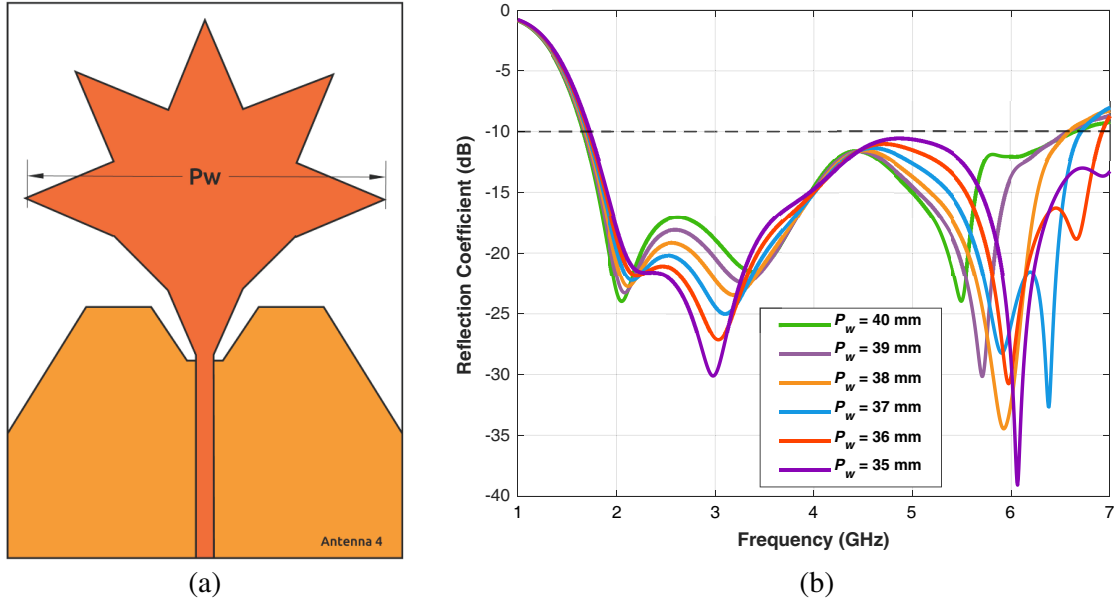 Pw
Antenna 4
(a)
0
-5
-10
-15
-20
-25
-30
-35
-40
Reflection Coefficient (dB)
1 2 3 4 5 6 7
Frequency (GHz)
P_w = 40 mm
P_w = 39 mm
P_w = 38 mm
P_w = 37 mm
P_w = 36 mm
P_w = 35 mm
(b)